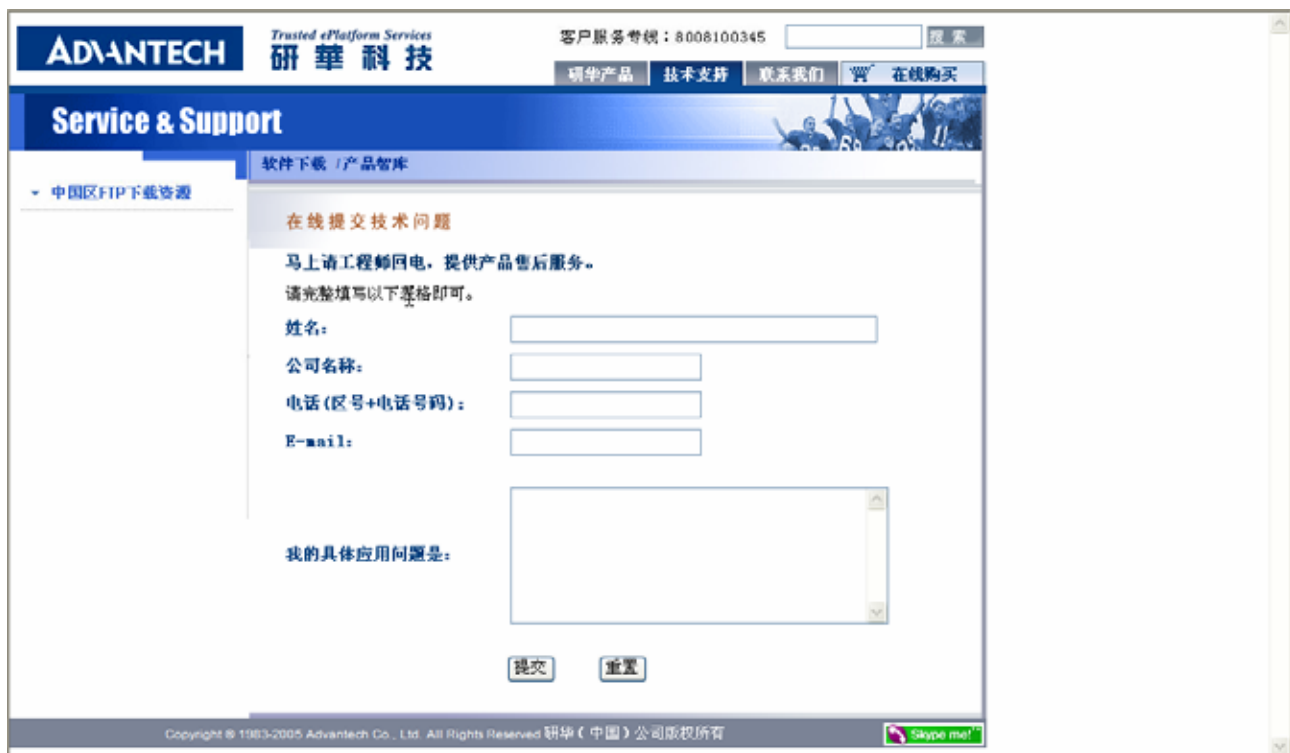 ADVANTECH
Trusted ePlatform Services
研華科技
客户服务专线：8008100345
搜 索
研华产品
技术支持
联系我们
在线购买
Service & Support
软件下载 /产品智库
中国区FTP下载资源
在线提交技术问题
马上请工程师回电，提供产品售后服务。
请完整填写以下表格即可。
姓名：
公司名称：
电话(区号+电话号码)：
E-mail：
我的具体应用问题是：
提交
重置
Copyright © 1983-2005 Advantech Co., Ltd. All Rights Reserved 研华（中国）公司版权所有
Skype me!™